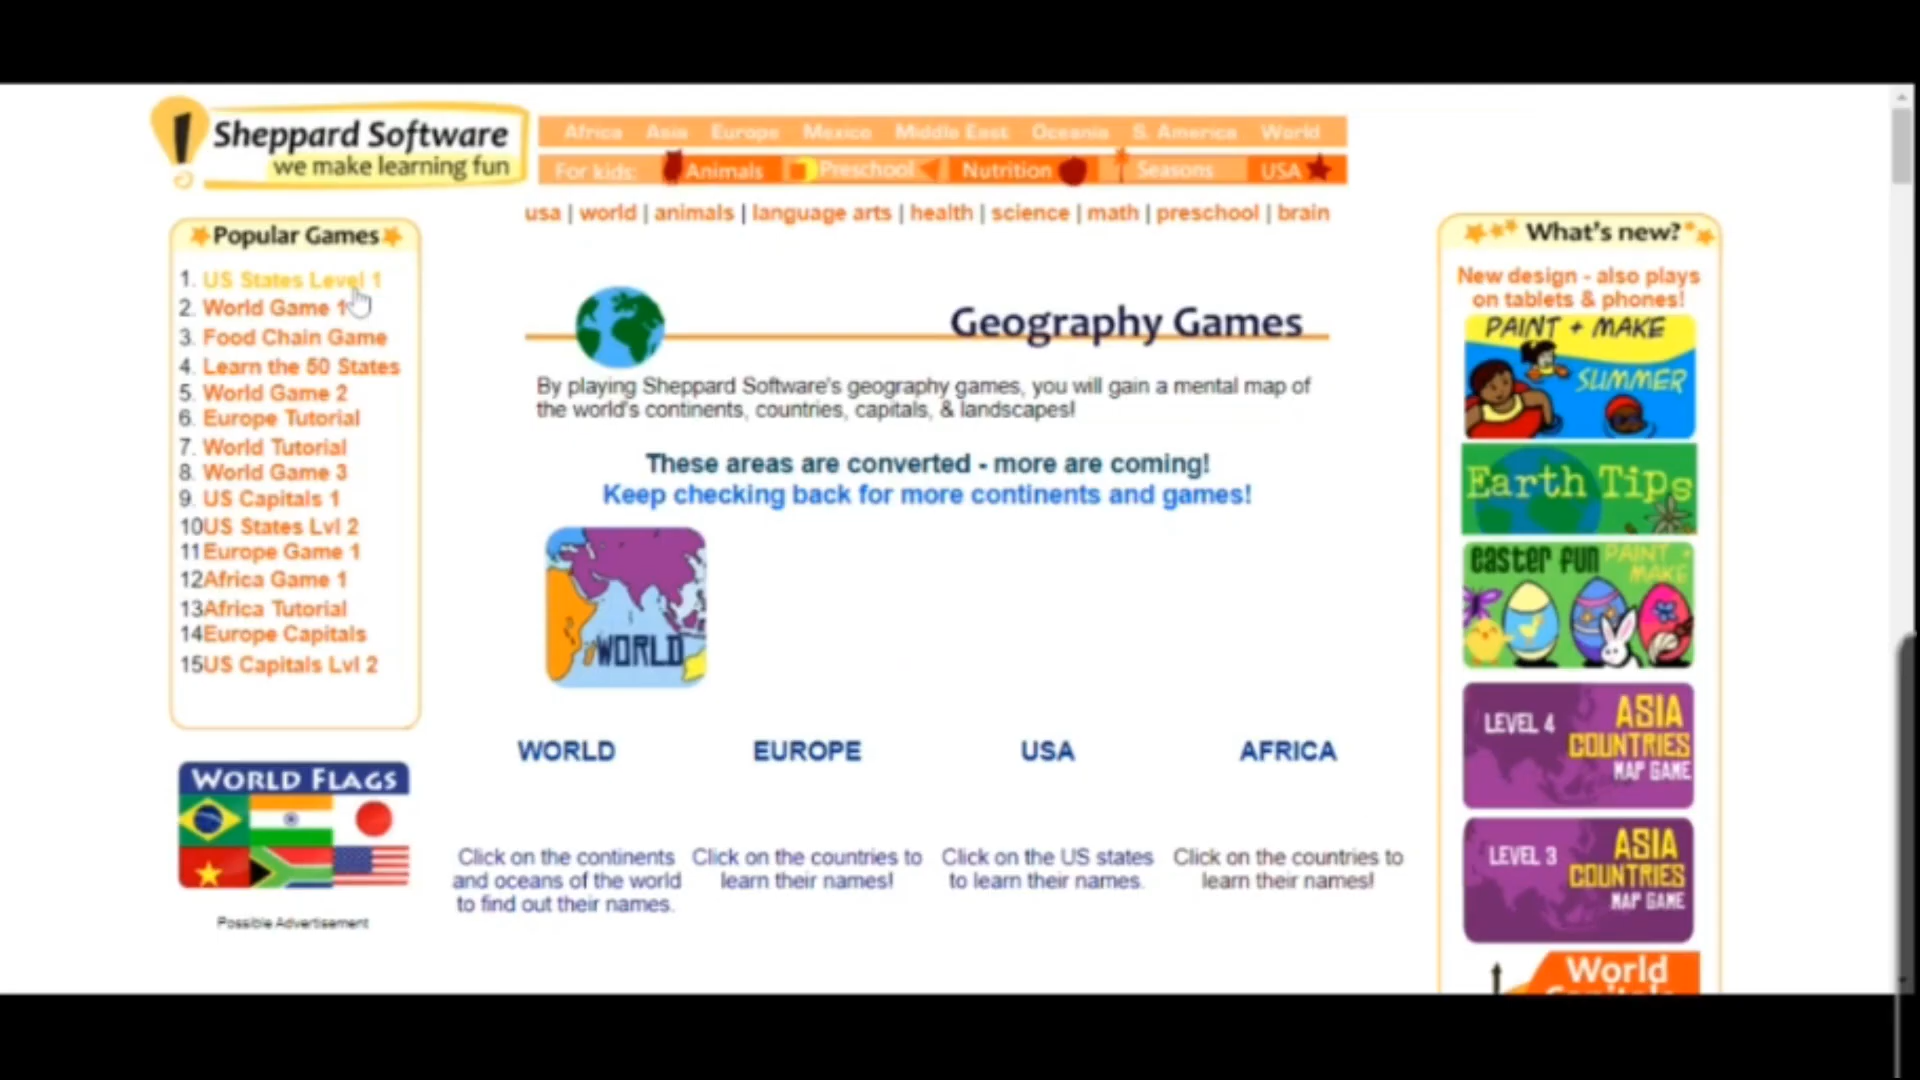 Sheppard Software
we make learning fun
Africa Asia Europe Mexico Middle East Oceania S. America World
For kids: Animals Preschool Nutrition Seasons USA
usa | world | animals | language arts | health | science | math | preschool | brain
Popular Games
1. US States Level 1
2. World Game 1
3. Food Chain Game
4. Learn the 50 States
5. World Game 2
6. Europe Tutorial
7. World Tutorial
8. World Game 3
9. US Capitals 1
10US States Lvl 2
11Europe Game 1
12Africa Game 1
13Africa Tutorial
14Europe Capitals
15US Capitals Lvl 2
WORLD FLAGS
Possible Advertisement
Geography Games
By playing Sheppard Software's geography games, you will gain a mental map of
the world's continents, countries, capitals, & landscapes!
These areas are converted - more are coming!
Keep checking back for more continents and games!
WORLD
WORLD
Click on the continents
and oceans of the world
to find out their names.
EUROPE
Click on the countries to
learn their names!
USA
Click on the US states
to learn their names.
AFRICA
Click on the countries to
learn their names!
What's new?
New design - also plays
on tablets & phones!
PAINT + MAKE
SUMMER
Earth Tips
easter fun PAINT +
MAKE
LEVEL 4 ASIA
COUNTRIES
MAP GAME
LEVEL 3 ASIA
COUNTRIES
MAP GAME
World